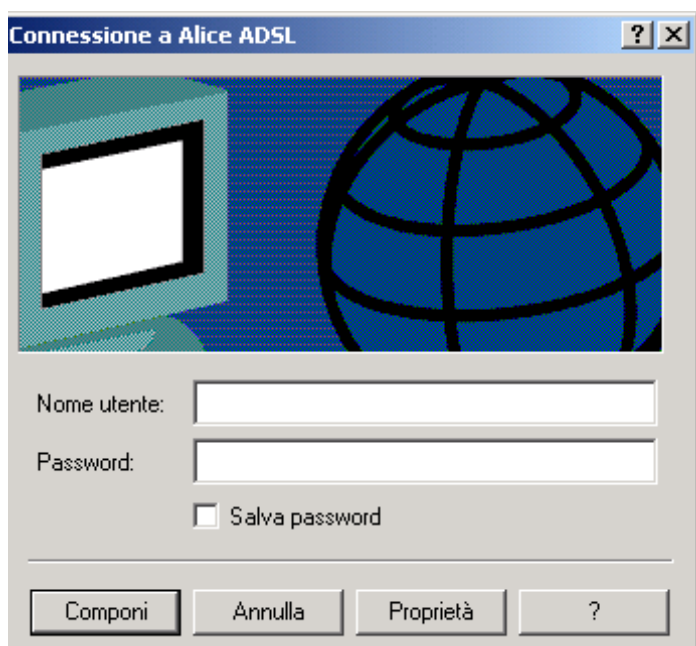 Connessione a Alice ADSL
Nome utente:
Password:
Salva password
Componi Annulla Proprietà ?